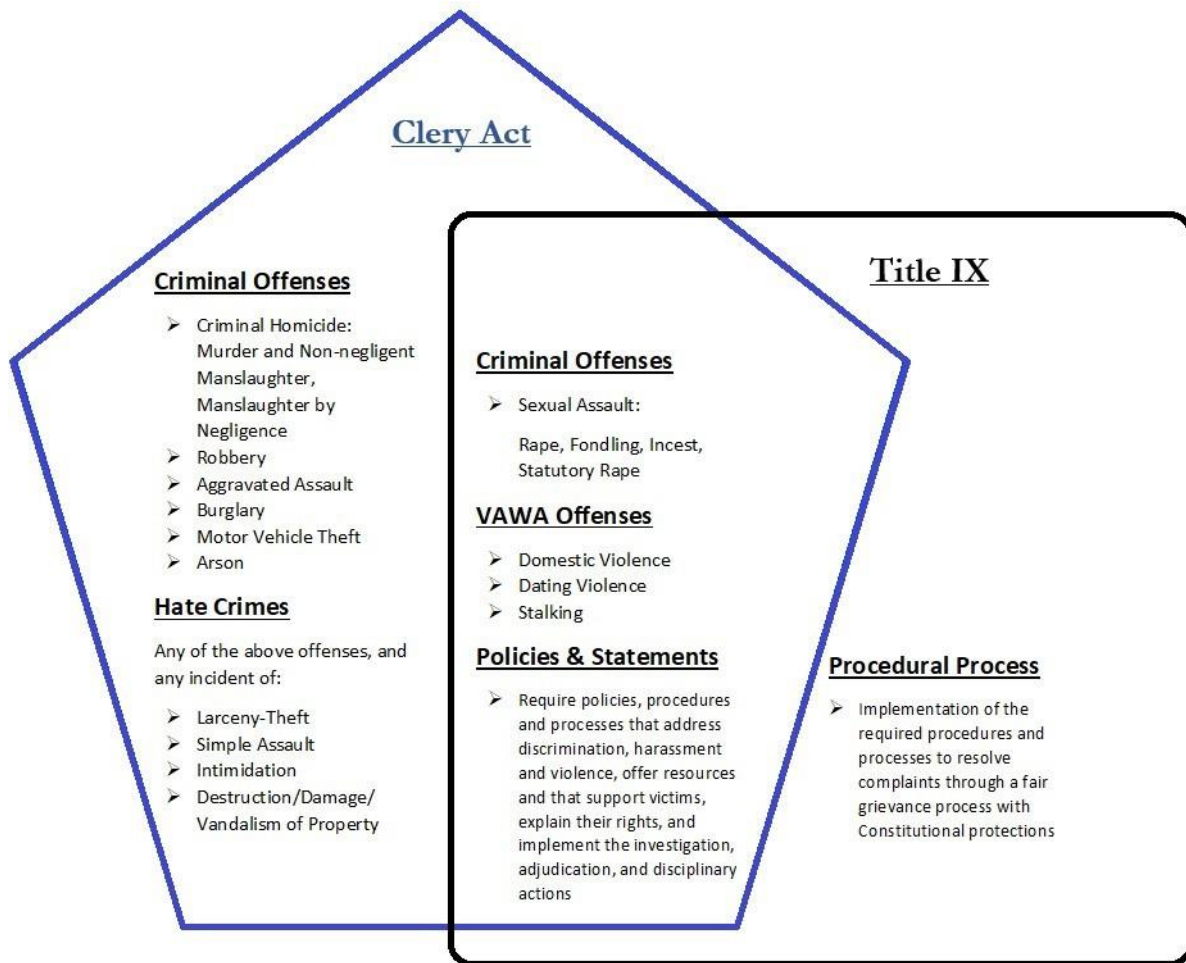 Clery Act
Criminal Offenses
➢ Criminal Homicide:
Murder and Non-negligent
Manslaughter,
Manslaughter by
Negligence
➢ Robbery
➢ Aggravated Assault
➢ Burglary
➢ Motor Vehicle Theft
➢ Arson
Hate Crimes
Any of the above offenses, and
any incident of:
➢ Larceny-Theft
➢ Simple Assault
➢ Intimidation
➢ Destruction/Damage/
Vandalism of Property
Title IX
Criminal Offenses
➢ Sexual Assault:
Rape, Fondling, Incest,
Statutory Rape
VAWA Offenses
➢ Domestic Violence
➢ Dating Violence
➢ Stalking
Policies & Statements
➢ Require policies, procedures
and processes that address
discrimination, harassment
and violence, offer resources
and that support victims,
explain their rights, and
implement the investigation,
adjudication, and disciplinary
actions
Procedural Process
➢ Implementation of the
required procedures and
processes to resolve
complaints through a fair
grievance process with
Constitutional protections